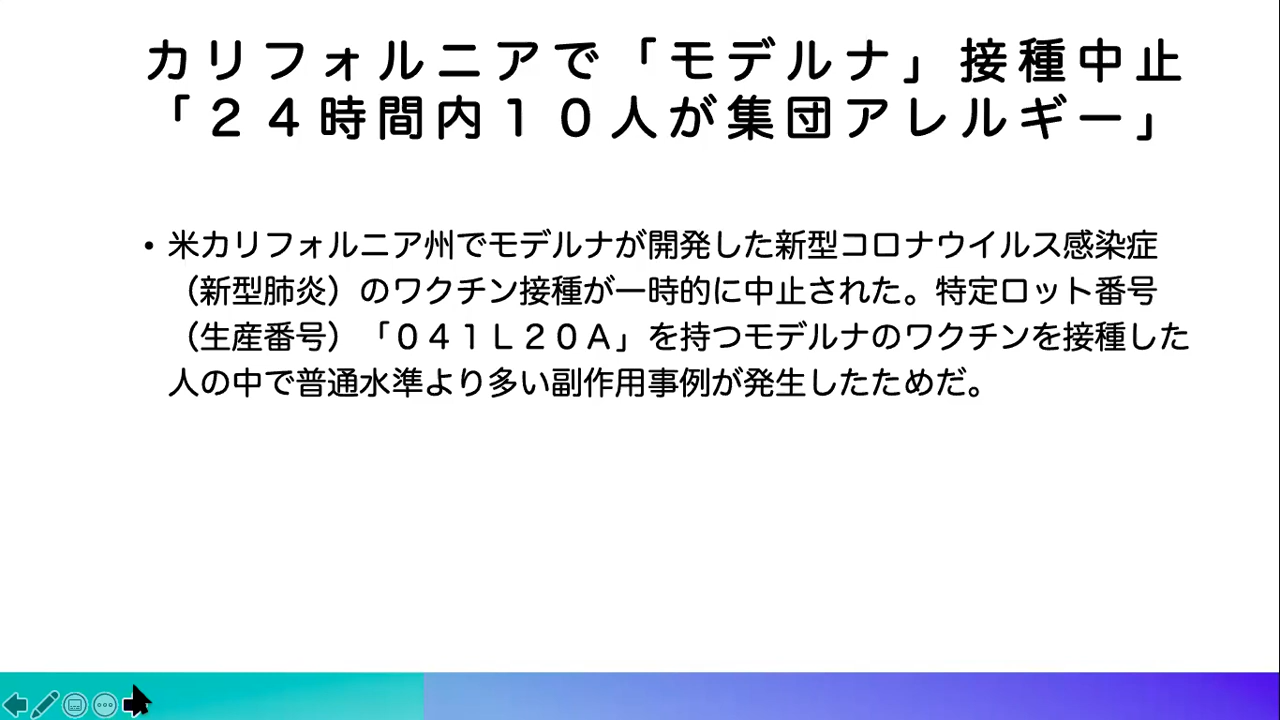 カリフォルニアで「モデルナ」接種中止
「２４時間内１０人が集団アレルギー」
• 米カリフォルニア州でモデルナが開発した新型コロナウイルス感染症
（新型肺炎）のワクチン接種が一時的に中止された。特定ロット番号
（生産番号）「０４１Ｌ２０Ａ」を持つモデルナのワクチンを接種した
人の中で普通水準より多い副作用事例が発生したためだ。